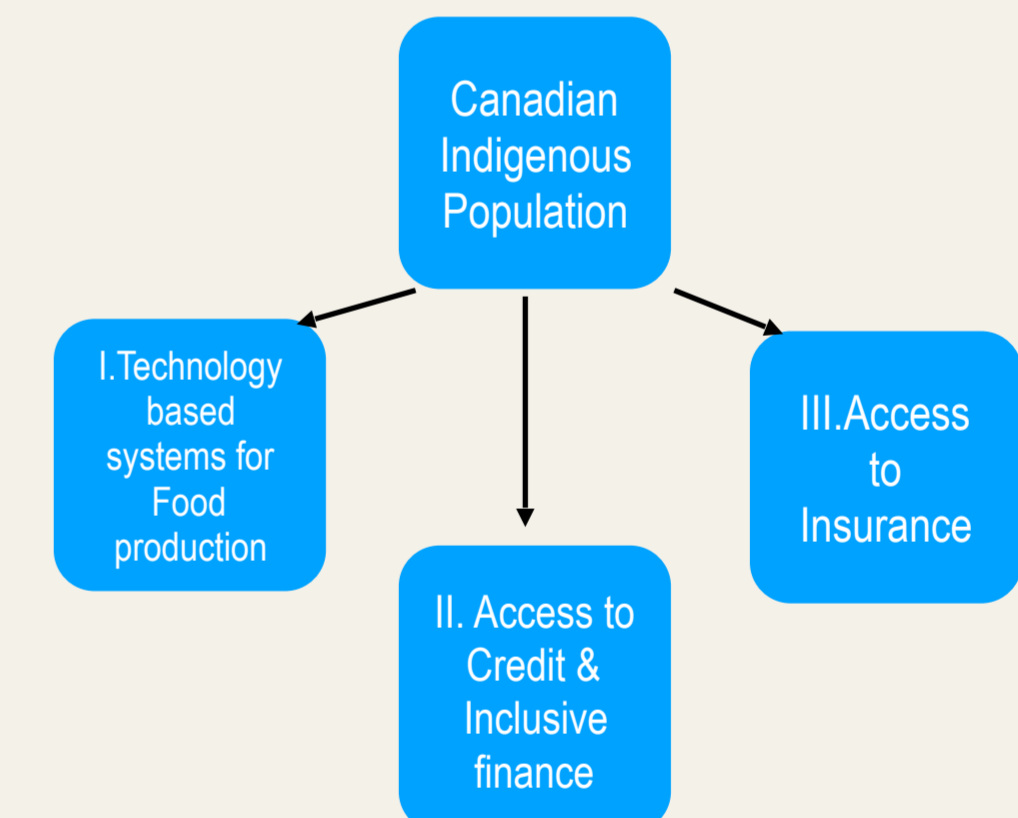 Canadian
Indigenous
Population
I.Technology
based
systems for
Food
production
II. Access to
Credit &
Inclusive
finance
III.Access
to
Insurance